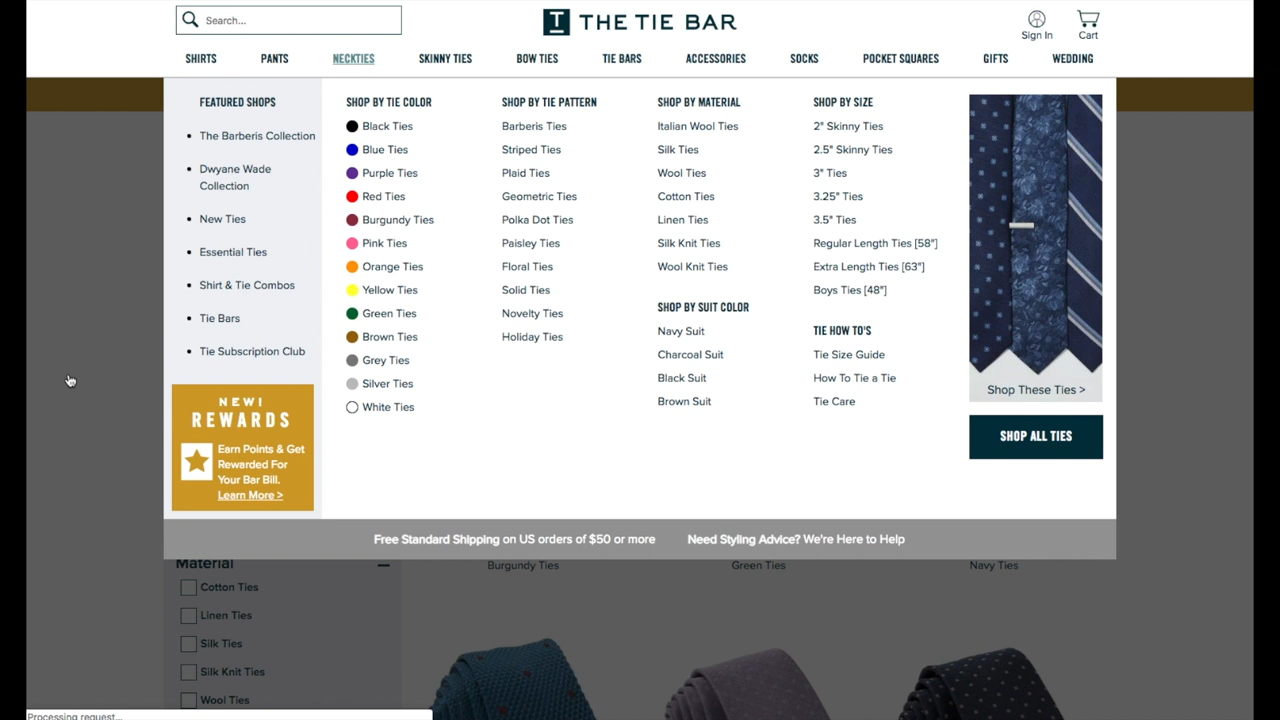 Search...
T THE TIE BAR
Sign In
Cart
SHIRTS
PANTS
NECKTIES
SKINNY TIES
BOW TIES
TIE BARS
ACCESSORIES
SOCKS
POCKET SQUARES
GIFTS
WEDDING
FEATURED SHOPS
The Barberis Collection
Dwyane Wade
Collection
New Ties
Essential Ties
Shirt & Tie Combos
Tie Bars
Tie Subscription Club
NEW!
REWARDS
Earn Points & Get
Rewarded For
Your Bar Bill.
Learn More >
SHOP BY TIE COLOR
Black Ties
Blue Ties
Purple Ties
Red Ties
Burgundy Ties
Pink Ties
Orange Ties
Yellow Ties
Green Ties
Brown Ties
Grey Ties
Silver Ties
White Ties
SHOP BY TIE PATTERN
Barberis Ties
Striped Ties
Plaid Ties
Geometric Ties
Polka Dot Ties
Paisley Ties
Floral Ties
Solid Ties
Novelty Ties
Holiday Ties
SHOP BY MATERIAL
Italian Wool Ties
Silk Ties
Wool Ties
Cotton Ties
Linen Ties
Silk Knit Ties
Wool Knit Ties
SHOP BY SUIT COLOR
Navy Suit
Charcoal Suit
Black Suit
Brown Suit
SHOP BY SIZE
2" Skinny Ties
2.5" Skinny Ties
3" Ties
3.25" Ties
3.5" Ties
Regular Length Ties [58"]
Extra Length Ties [63"]
Boys Ties [48"]
TIE HOW TO'S
Tie Size Guide
How To Tie a Tie
Tie Care
Shop These Ties >
SHOP ALL TIES
Free Standard Shipping on US orders of $50 or more
Need Styling Advice? We're Here to Help
Material
Cotton Ties
Linen Ties
Silk Ties
Silk Knit Ties
Wool Ties
Burgundy Ties
Green Ties
Navy Ties
Processing request...